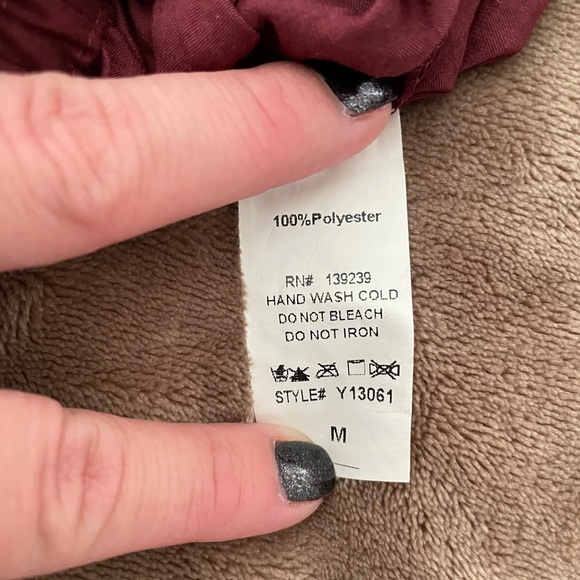 100%Polyester
RN# 139239
HAND WASH COLD
DO NOT BLEACH
DO NOT IRON
STYLE# Y13061
M